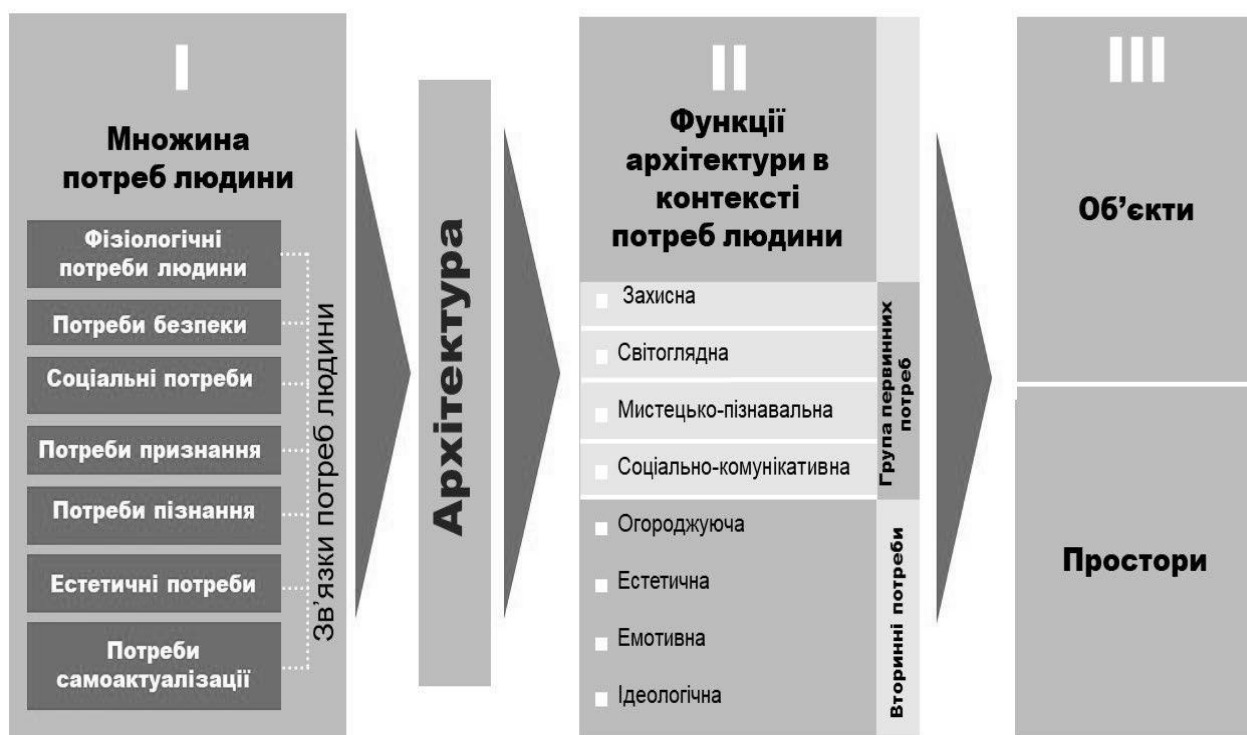 I
Множина
потреб людини
Фізіологічні
потреби людини
Потреби безпеки
Соціальні потреби
Потреби признання
Потреби пізнання
Естетичні потреби
Потреби
самоактуалізації
Зв’язки потреб людини
Архітектура
II
Функції
архітектури в
контексті
потреб людини
Захисна
Світоглядна
Мистецько-пізнавальна
Соціально-комунікативна
Огороджуюча
Естетична
Емотивна
Ідеологічна
Група первинних
потреб
Вторинні потреби
III
Об’єкти
Простори